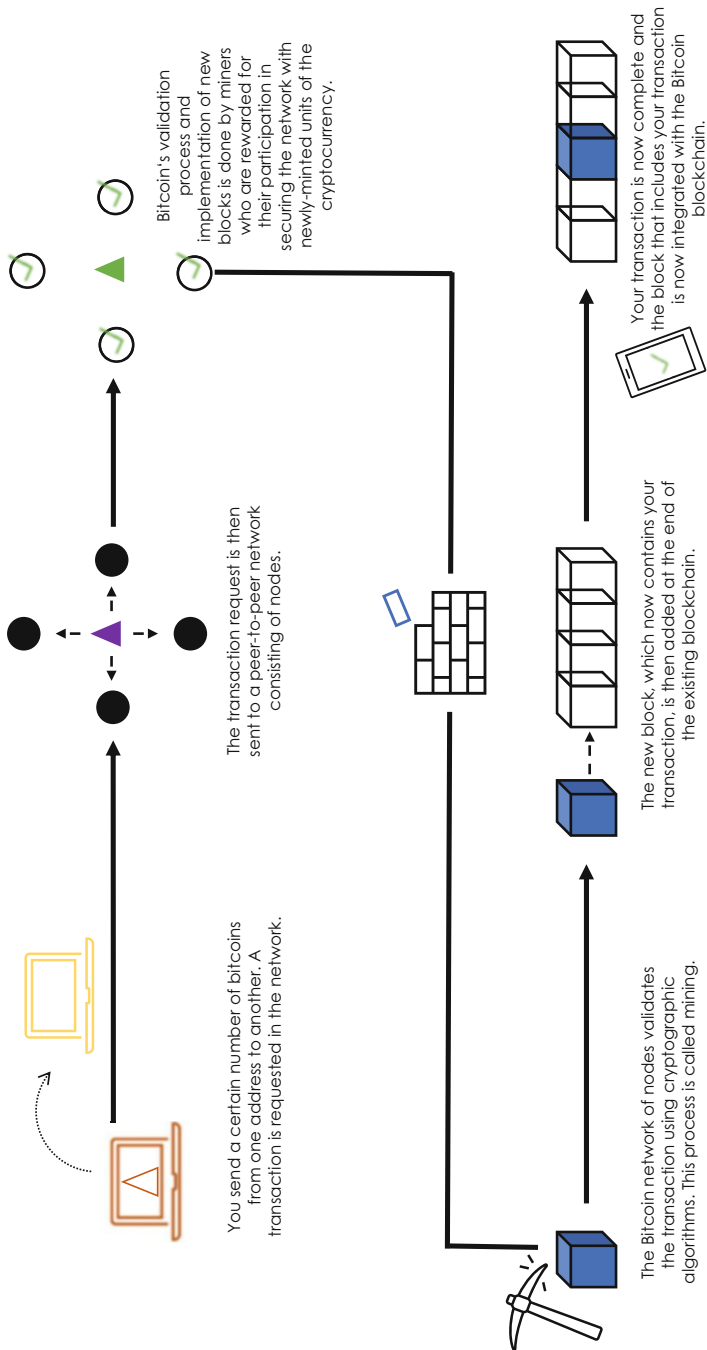 You send a certain number of bitcoins
from one address to another. A
transaction is requested in the network.
The transaction request is then
sent to a peer-to-peer network
consisting of nodes.
Bitcoin's validation
process and
implementation of new
blocks is done by miners
who are rewarded for
their participation in
securing the network with
newly-minted units of the
cryptocurrency.
The Bitcoin network of nodes validates
the transaction using cryptographic
algorithms. This process is called mining.
The new block, which now contains your
transaction, is then added at the end of
the existing blockchain.
Your transaction is now complete and
the block that includes your transaction
is now integrated with the Bitcoin
blockchain.